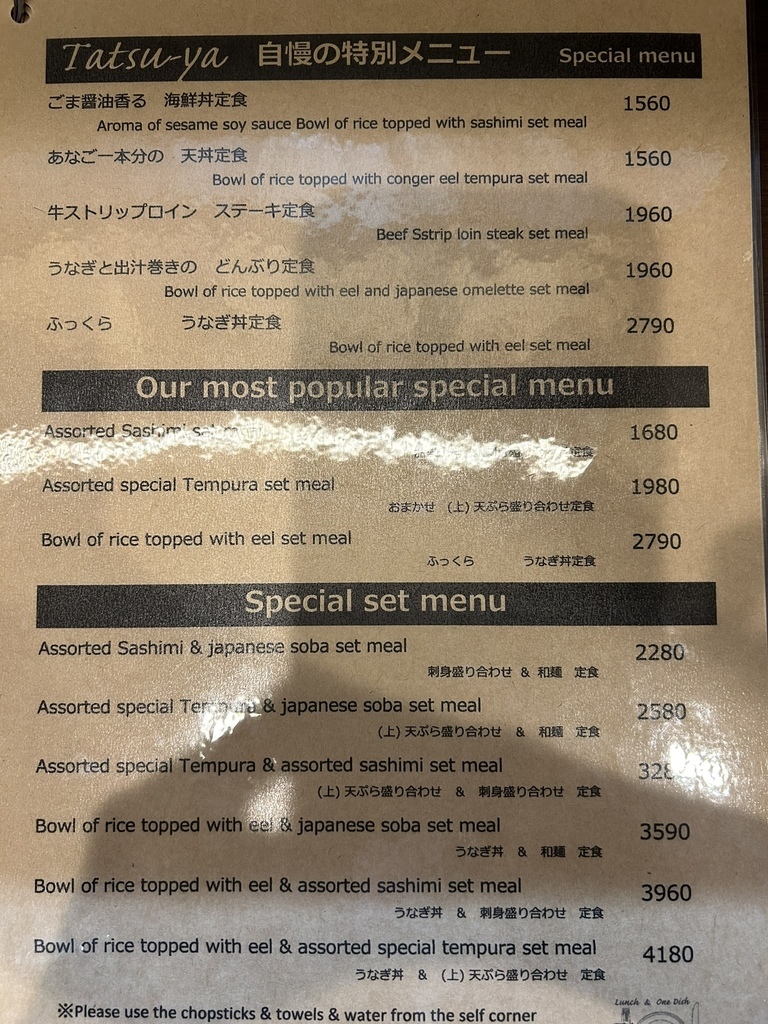 Tatsu-ya 自慢の特別メニュー Special menu
ごま醤油香る 海鮮丼定食 1560
Aroma of sesame soy sauce Bowl of rice topped with sashimi set meal
あなご一本分の 天丼定食 1560
Bowl of rice topped with conger eel tempura set meal
牛ストリップロイン ステーキ定食 1960
Beef Sstrip loin steak set meal
うなぎと出汁巻きの どんぶり定食 1960
Bowl of rice topped with eel and japanese omelette set meal
ふっくら うなぎ丼定食 2790
Bowl of rice topped with eel set meal
Our most popular special menu
Assorted Sashimi 1680
定食
Assorted special Tempura set meal 1980
おまかせ (上) 天ぷら盛り合わせ定食
Bowl of rice topped with eel set meal 2790
ふっくら うなぎ丼定食
Special set menu
Assorted Sashimi & japanese soba set meal 2280
刺身盛り合わせ & 和麺 定食
Assorted special Tempura & japanese soba set meal 2580
(上) 天ぷら盛り合わせ & 和麺 定食
Assorted special Tempura & assorted sashimi set meal
(上) 天ぷら盛り合わせ & 刺身盛り合わせ 定食
Bowl of rice topped with eel & japanese soba set meal 3590
うなぎ丼 & 和麺 定食
Bowl of rice topped with eel & assorted sashimi set meal 3960
うなぎ丼 & 刺身盛り合わせ 定食
Bowl of rice topped with eel & assorted special tempura set meal 4180
うなぎ丼 & (上) 天ぷら盛り合わせ 定食
※Please use the chopsticks & towels & water from the self corner
Lunch & One Dish